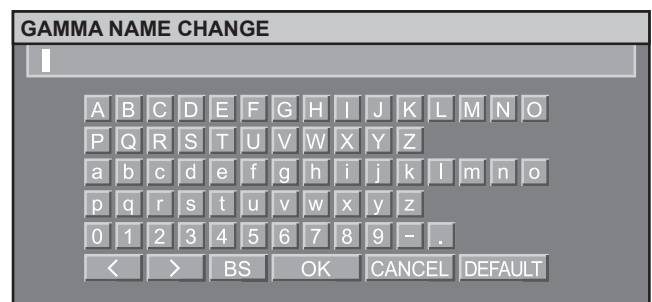 GAMMA NAME CHANGE
A B C D E F G H I J K L M N O
P Q R S T U V W X Y Z
a b c d e f g h i j k l m n o
p q r s t u v w x y z
0 1 2 3 4 5 6 7 8 9 - .
< > BS OK CANCEL DEFAULT